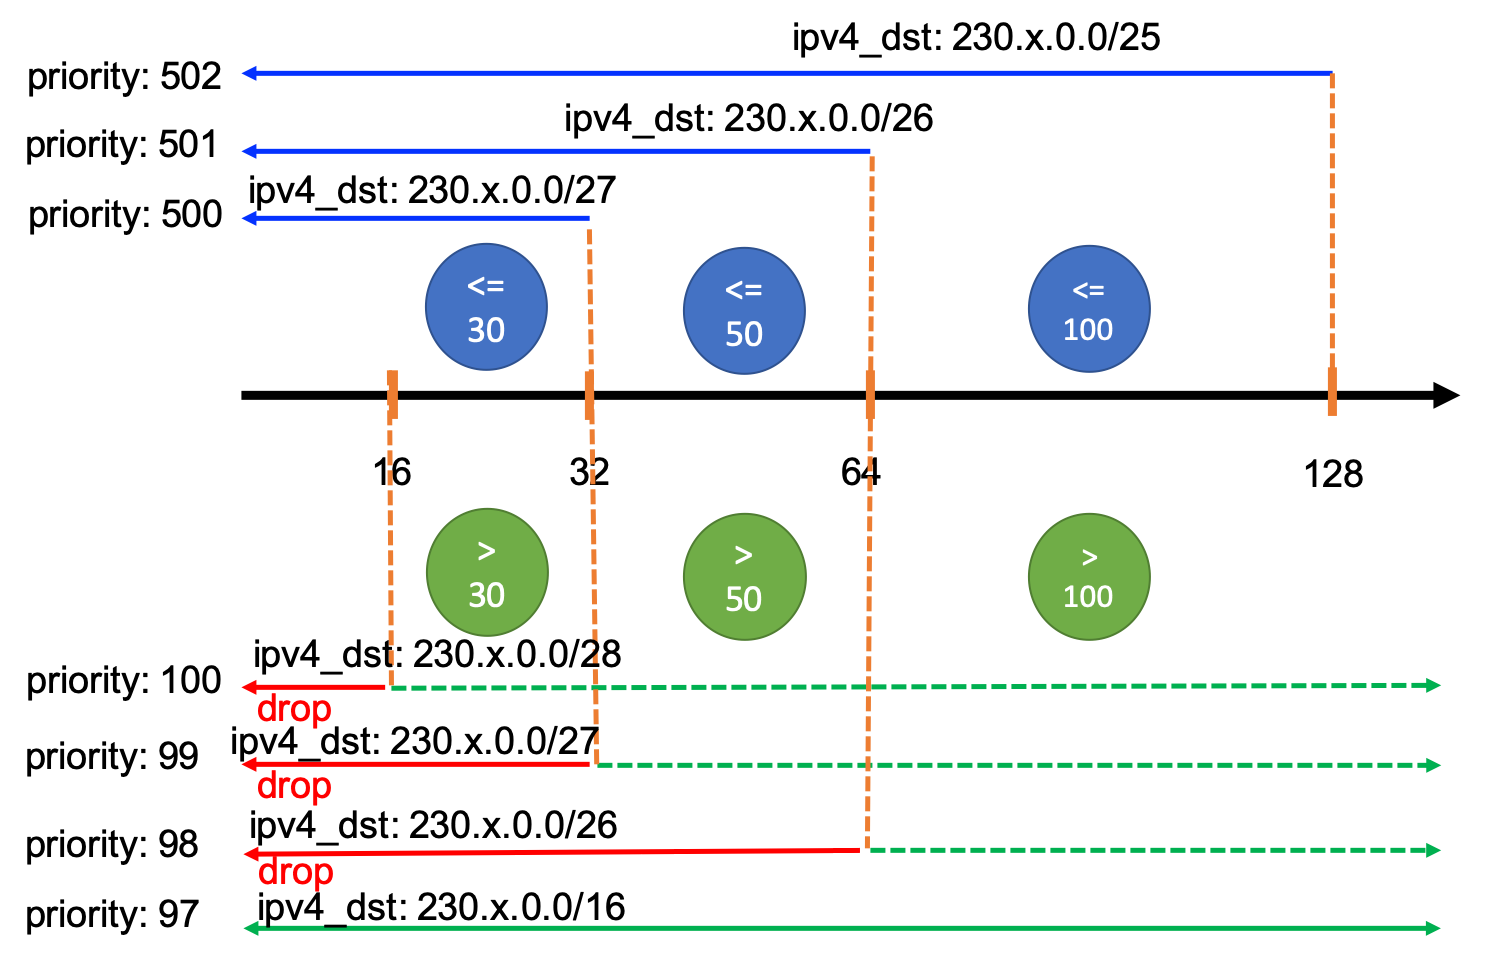 ipv4_dst: 230.x.0.0/25
priority: 502
ipv4_dst: 230.x.0.0/26
priority: 501
ipv4_dst: 230.x.0.0/27
priority: 500
<=
30
<=
50
<=
100
16
32
64
128
>
30
>
50
>
100
ipv4_dst: 230.x.0.0/28
priority: 100
drop
ipv4_dst: 230.x.0.0/27
priority: 99
drop
ipv4_dst: 230.x.0.0/26
priority: 98
drop
ipv4_dst: 230.x.0.0/16
priority: 97